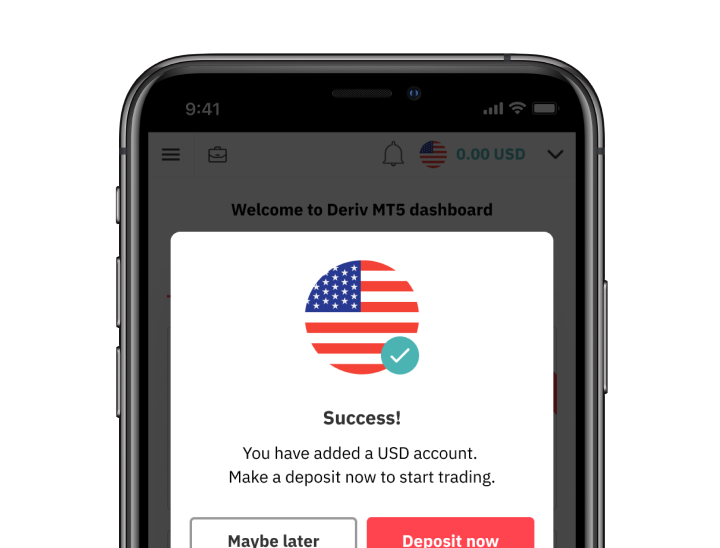 9:41
0.00 USD
Welcome to Deriv MT5 dashboard
Success!
You have added a USD account.
Make a deposit now to start trading.
Maybe later
Deposit now